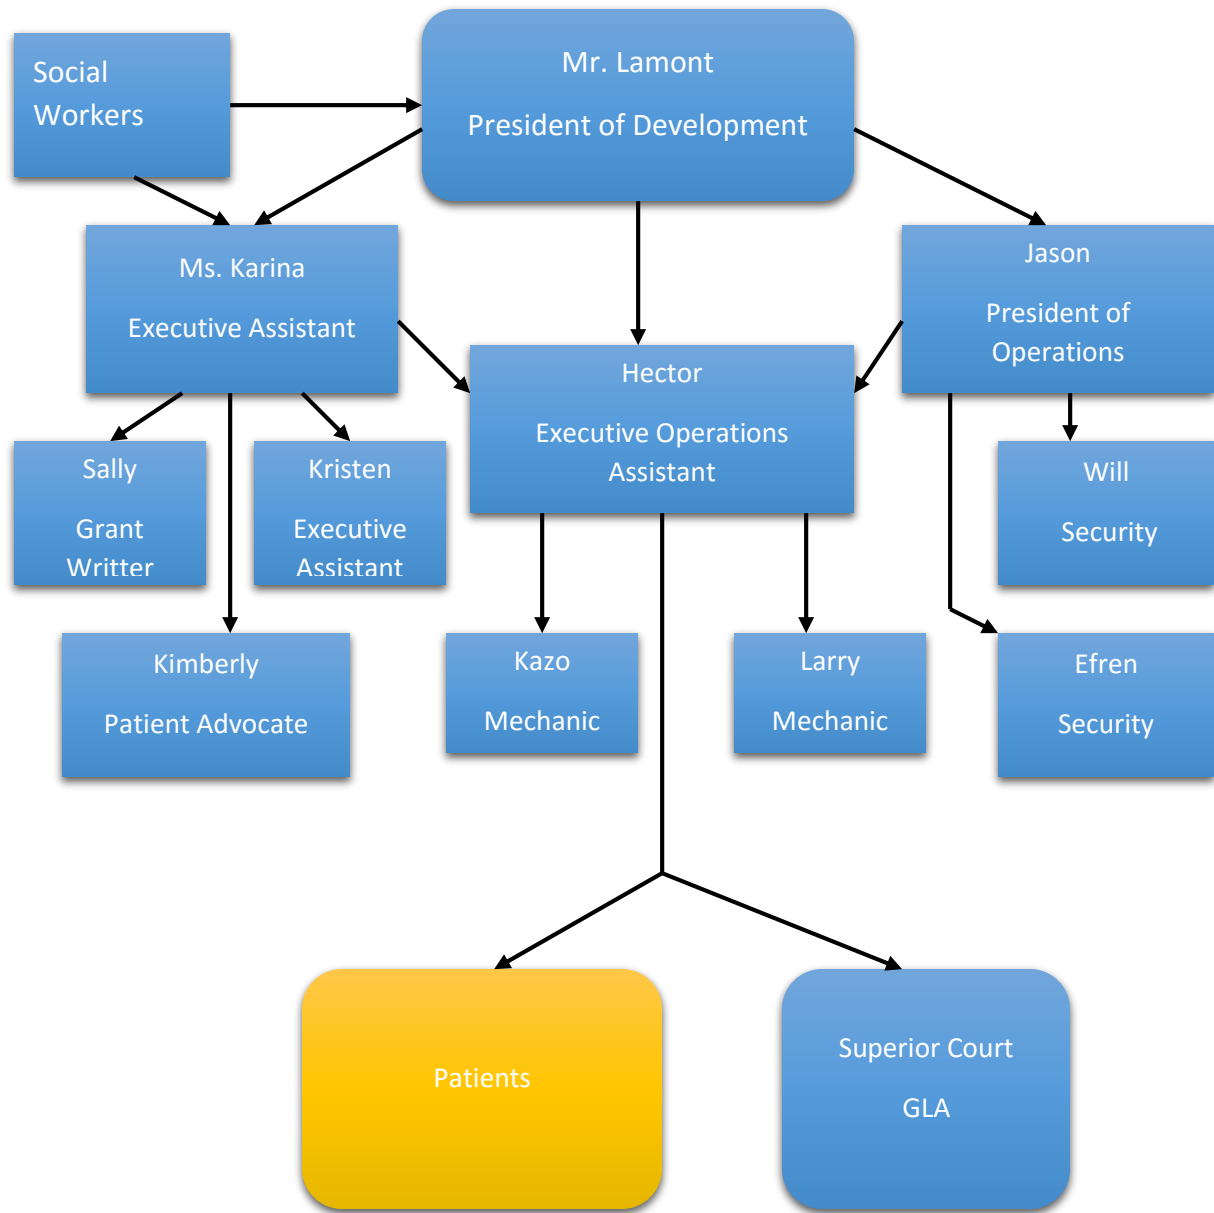 Social
Workers
Mr. Lamont
President of Development
Ms. Karina
Executive Assistant
Jason
President of
Operations
Hector
Executive Operations
Assistant
Sally
Grant
Writter
Kristen
Executive
Assistant
Will
Security
Kimberly
Patient Advocate
Kazo
Mechanic
Larry
Mechanic
Efren
Security
Patients
Superior Court
GLA